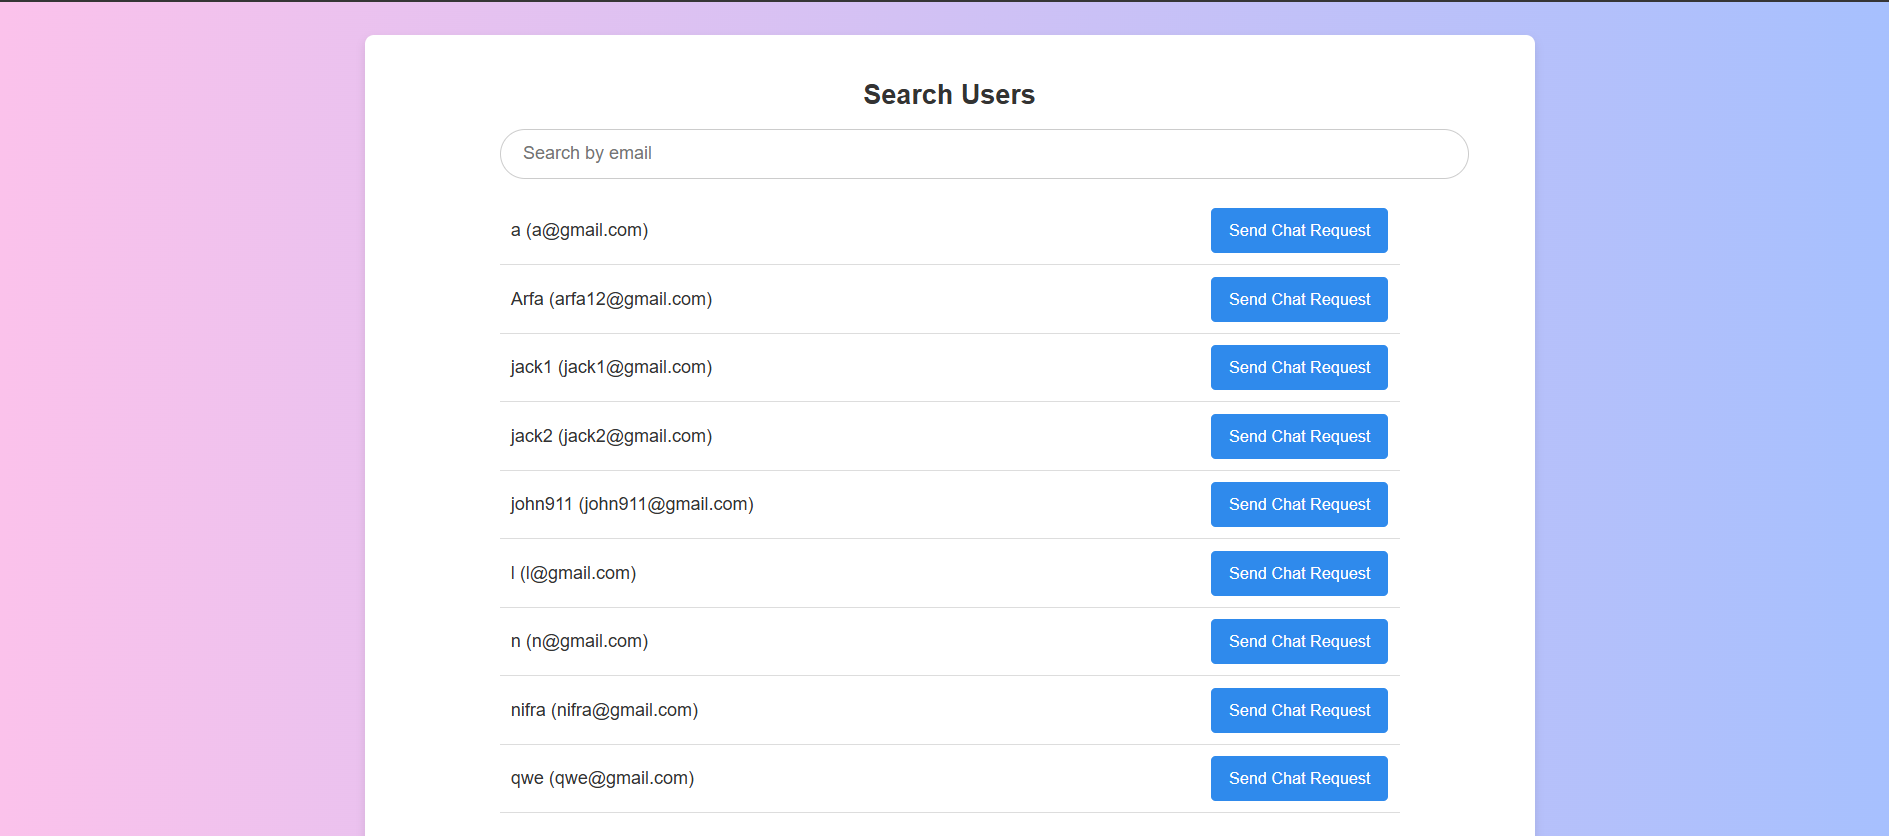 Search Users
Search by email
a (a@gmail.com) Send Chat Request
Arfa (arfa12@gmail.com) Send Chat Request
jack1 (jack1@gmail.com) Send Chat Request
jack2 (jack2@gmail.com) Send Chat Request
john911 (john911@gmail.com) Send Chat Request
l (l@gmail.com) Send Chat Request
n (n@gmail.com) Send Chat Request
nifra (nifra@gmail.com) Send Chat Request
qwe (qwe@gmail.com) Send Chat Request